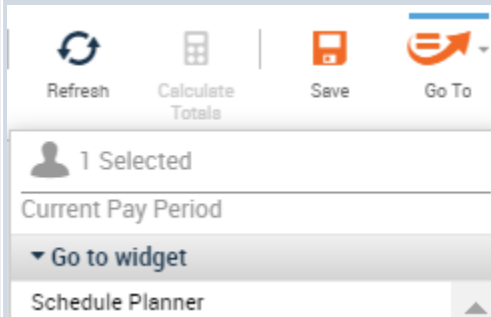 Refresh
Calculate
Totals
Save
Go To
1 Selected
Current Pay Period
Go to widget
Schedule Planner